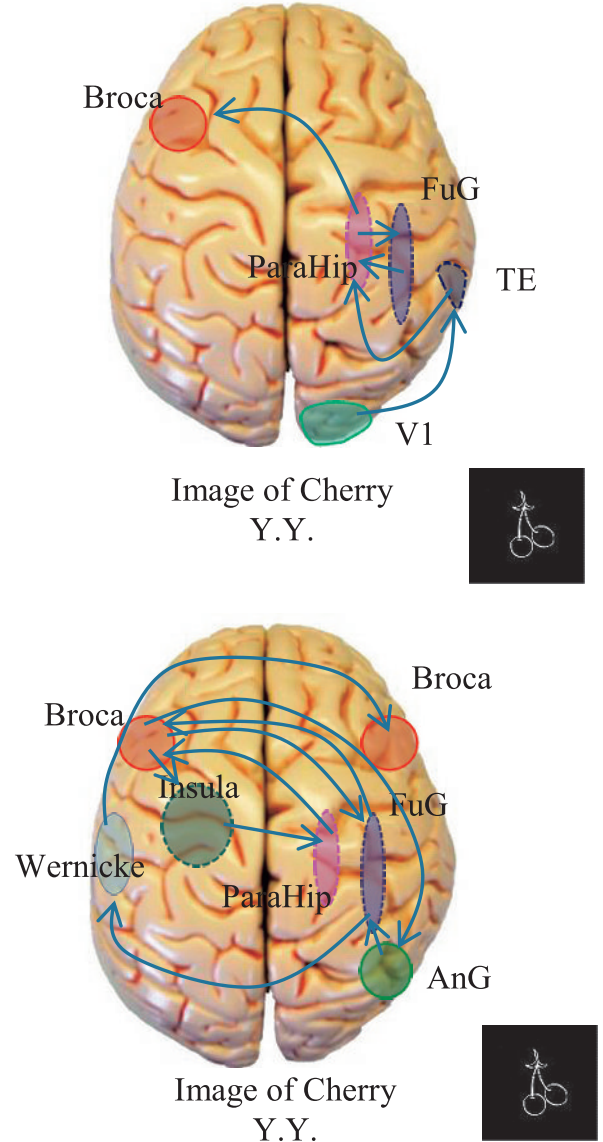 Broca
FuG
ParaHip
TE
V1
Image of Cherry
Y.Y.
Broca
Broca
Insula
FuG
Wernicke
ParaHip
AnG
Image of Cherry
Y.Y.